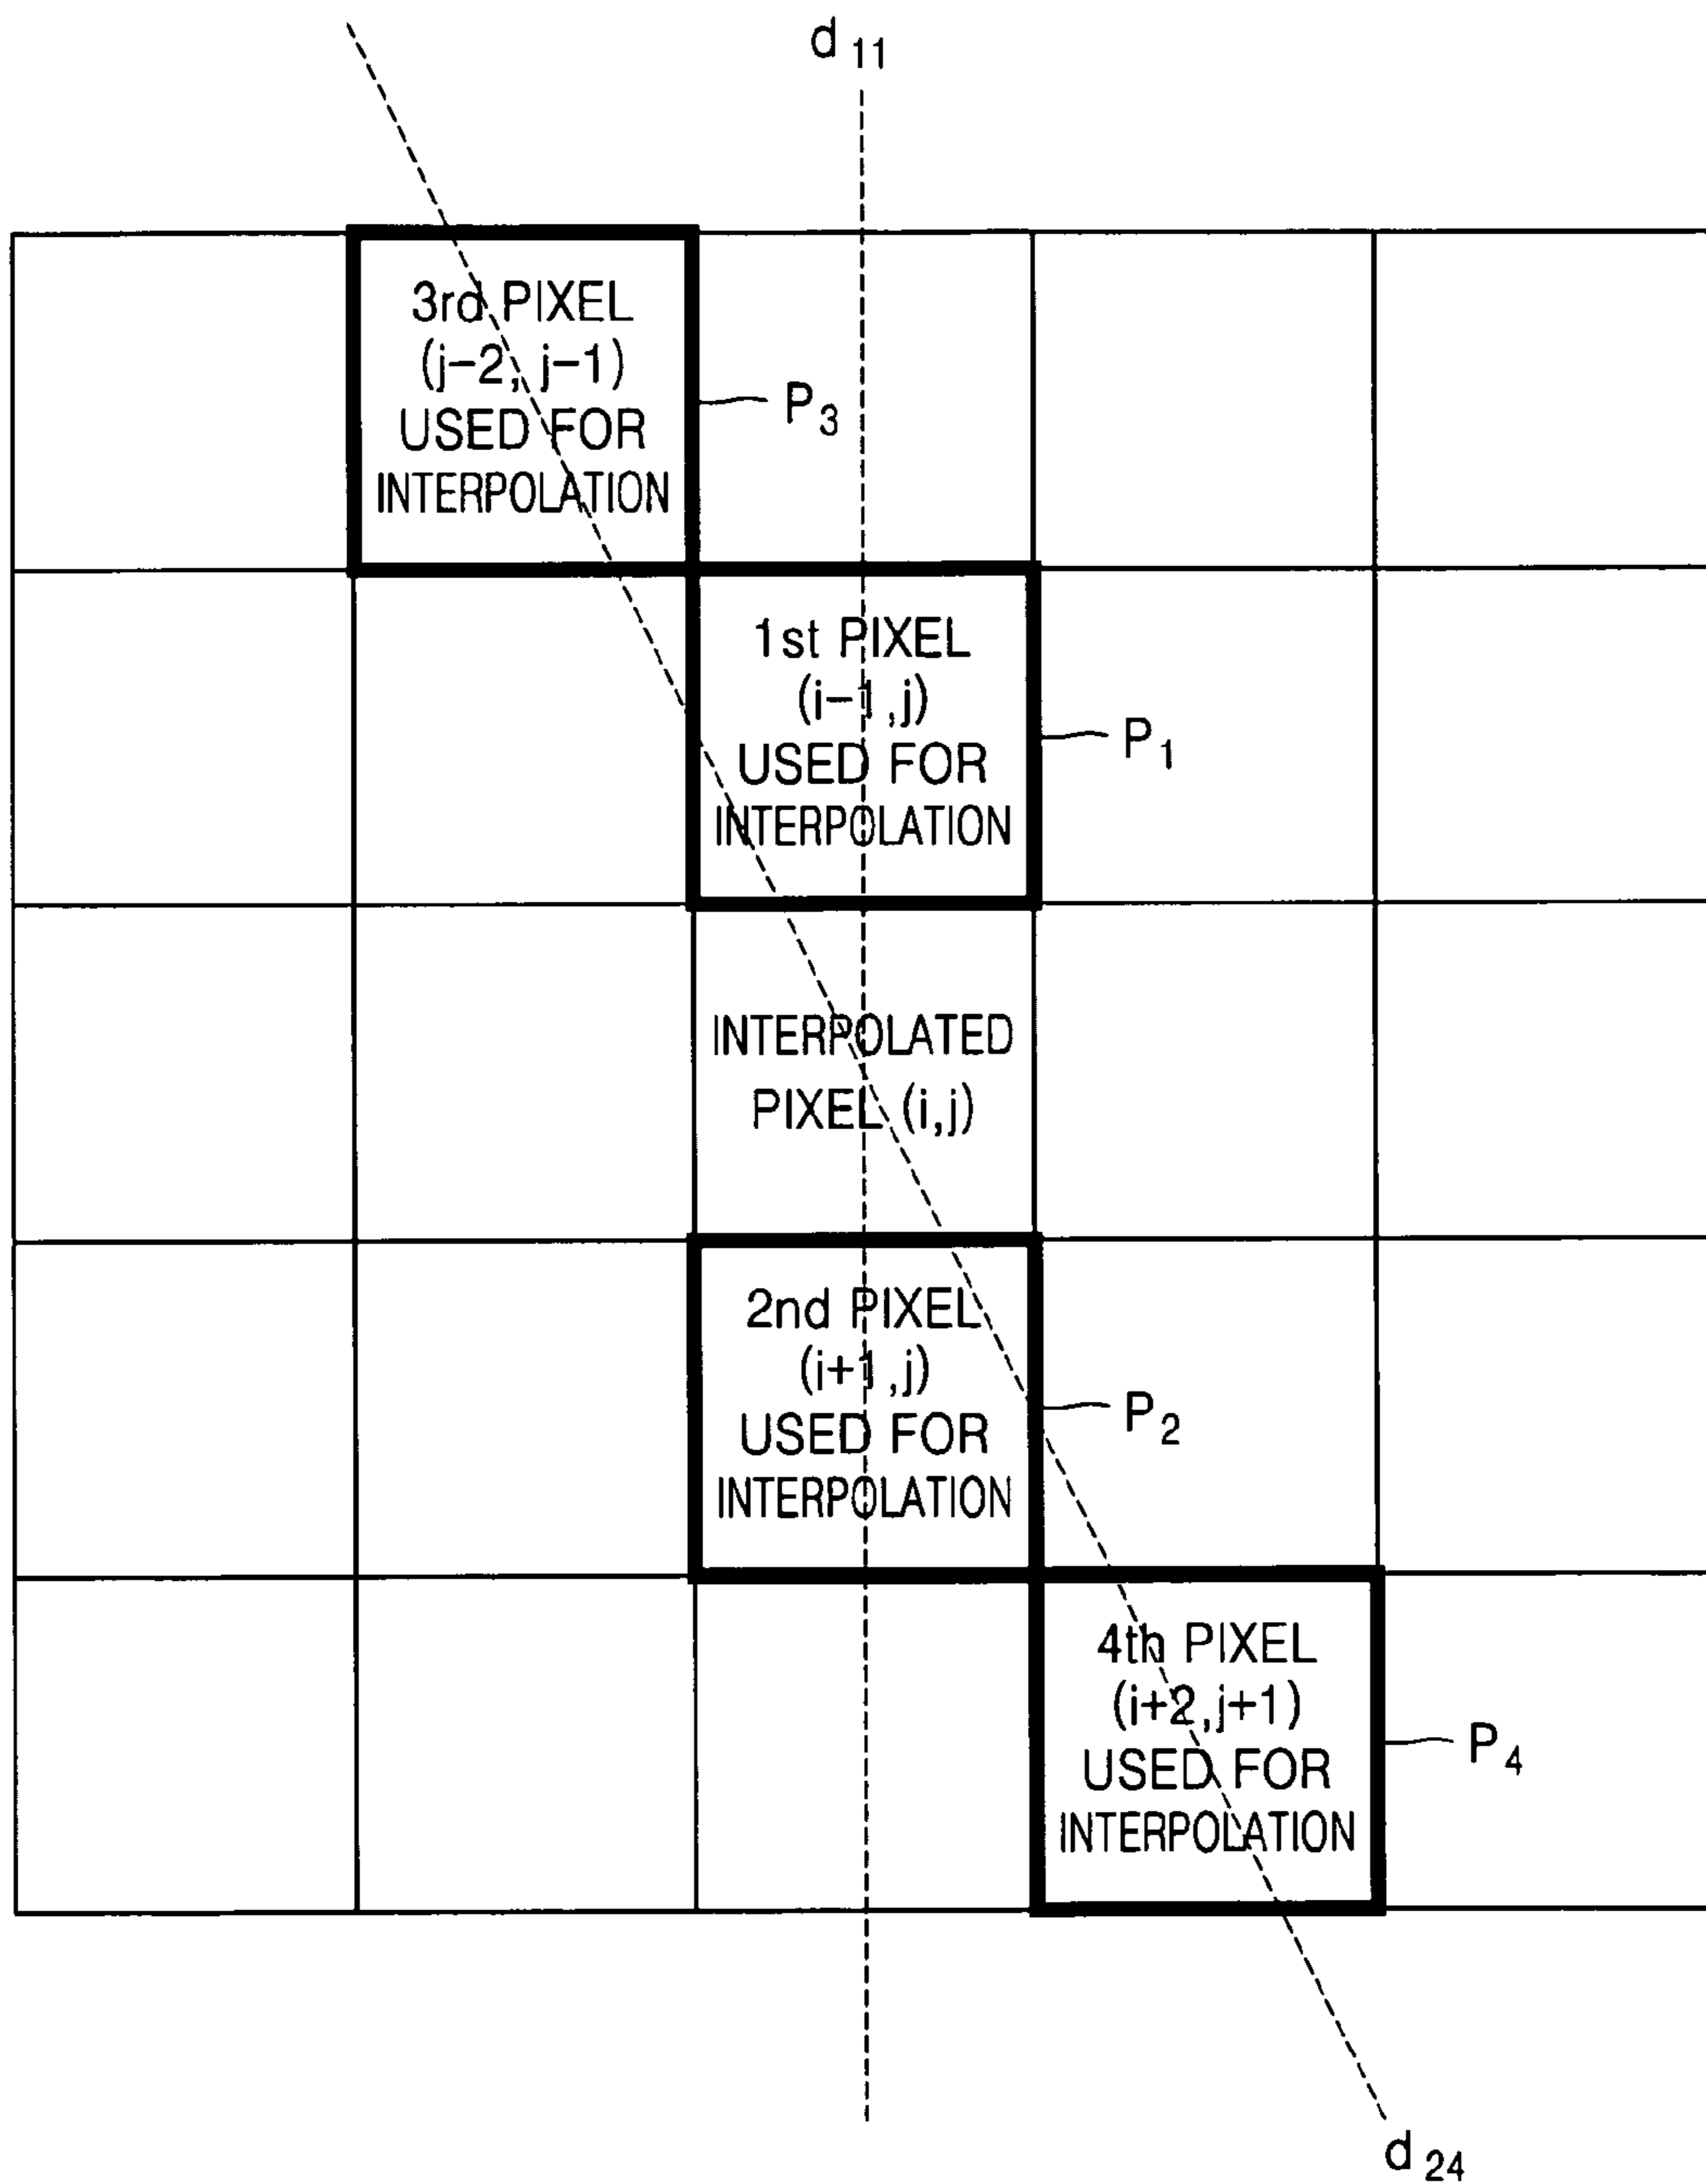 d 11
3rd PIXEL
(j-2, j-1)
USED FOR
INTERPOLATION
P3
1st PIXEL
(i-1,j)
USED FOR
INTERPOLATION
P1
INTERPOLATED
PIXEL (i,j)
2nd PIXEL
(i+1,j)
USED FOR
INTERPOLATION
P2
4th PIXEL
(i+2,j+1)
USED FOR
INTERPOLATION
P4
d 24